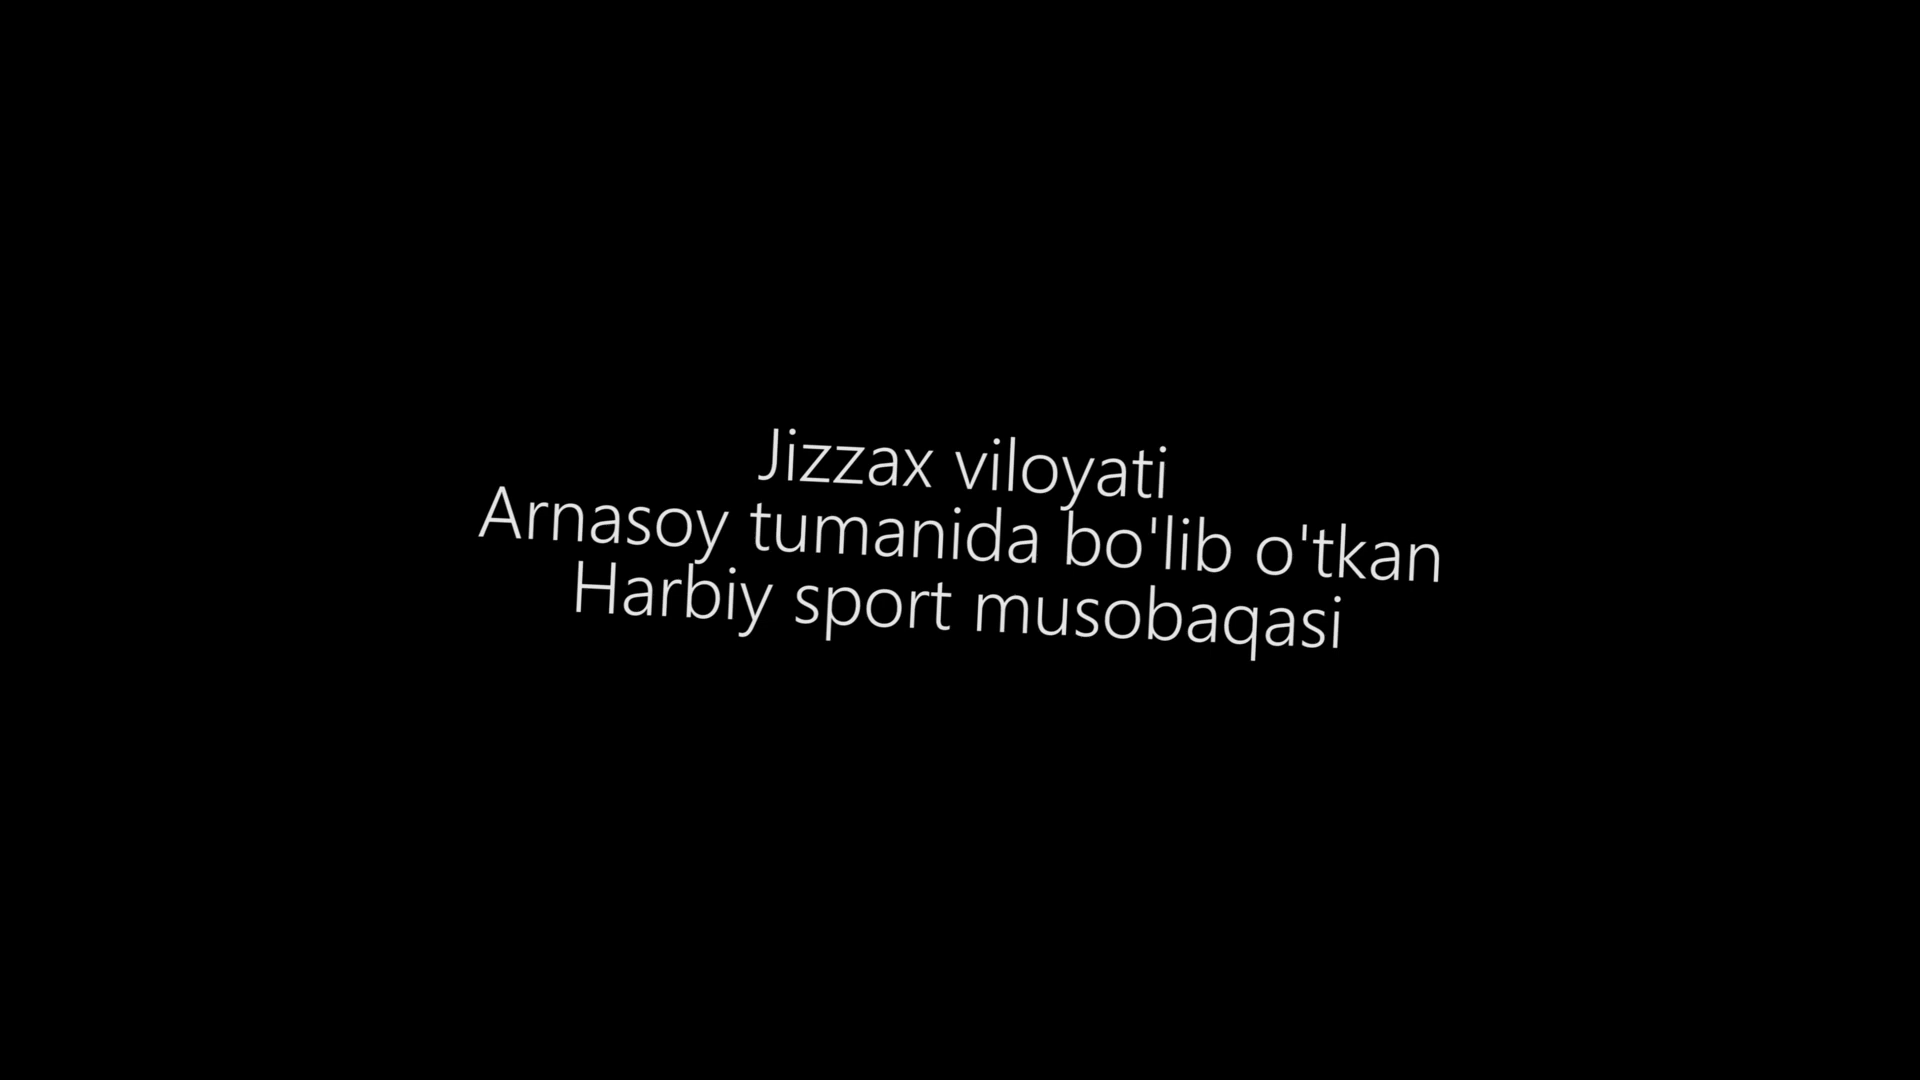 Jizzax viloyati
Arnasoy tumanida bo'lib o'tkan
Harbiy sport musobaqasi